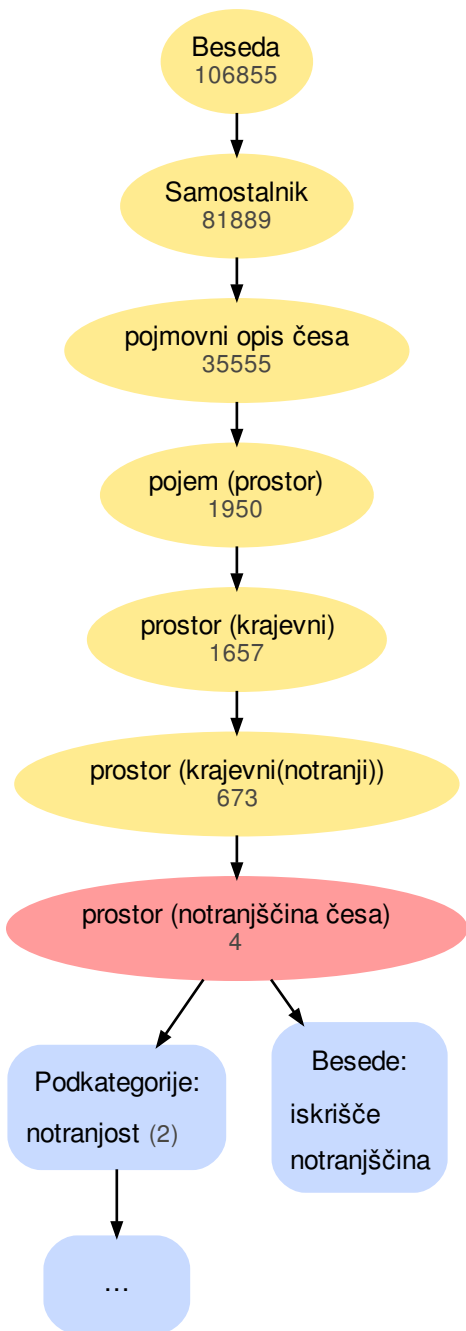 Beseda
106855
Samostalnik
81889
pojmovni opis česa
35555
pojem (prostor)
1950
prostor (krajevni)
1657
prostor (krajevni(notranji))
673
prostor (notranjščina česa)
4
Podkategorije:
notranjost (2)
Besede:
iskrišče
notranjščina
...